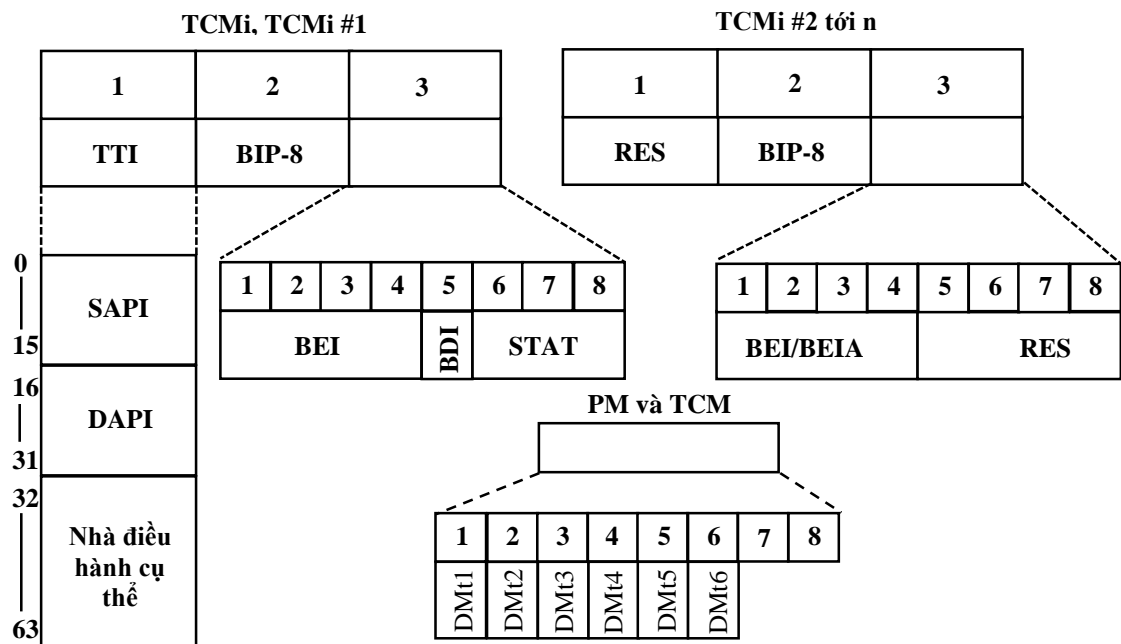 TCMi, TCMi #1
1 2 3
TTI BIP-8
TCMi #2 tới n
1 2 3
RES BIP-8
0
SAPI
15
16
DAPI
31
32
Nhà điều
hành cụ
thể
63
1 2 3 4 5 6 7 8
BEI BDI STAT
1 2 3 4 5 6 7 8
BEI/BEIA RES
PM và TCM
1 2 3 4 5 6 7 8
DMt1 DMt2 DMt3 DMt4 DMt5 DMt6